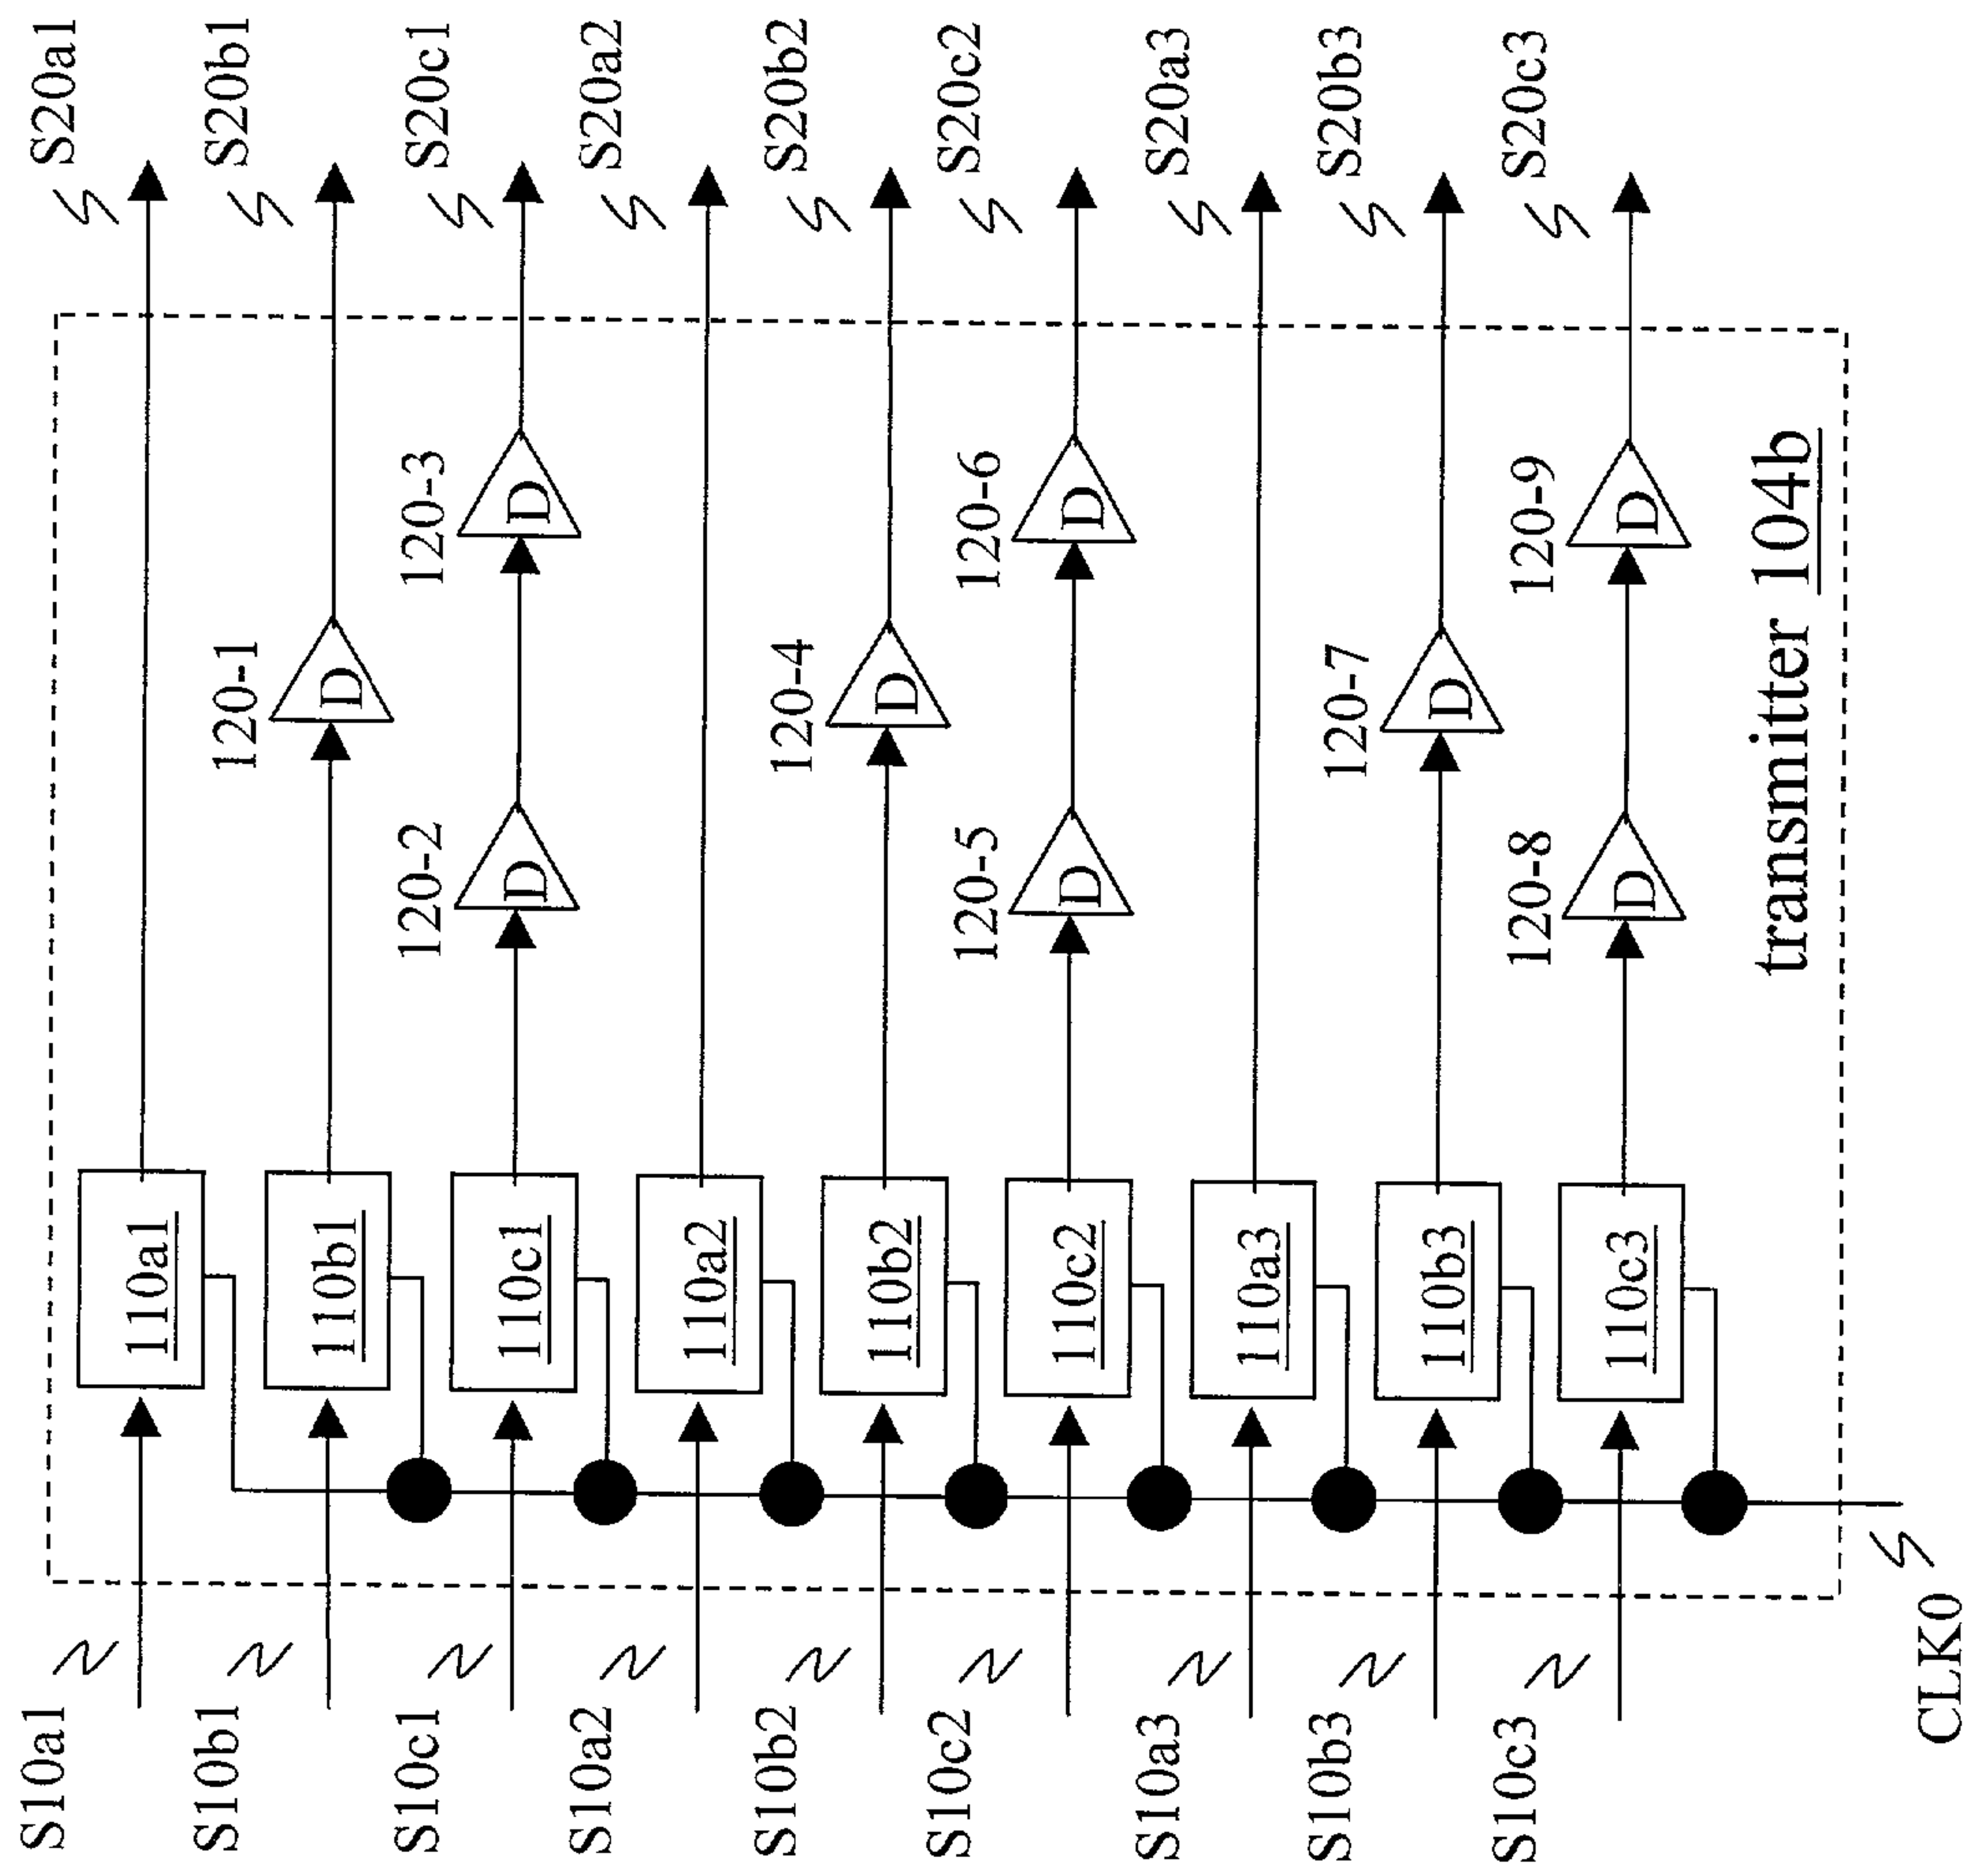 S10a1
110a1
S20a1
S10b1
110b1
120-1
D
S20b1
S10c1
110c1
120-2
D
120-3
D
S20c1
S10a2
110a2
S20a2
S10b2
110b2
120-4
D
S20b2
S10c2
110c2
120-5
D
120-6
D
S20c2
S10a3
110a3
S20a3
S10b3
110b3
120-7
D
S20b3
S10c3
110c3
120-8
D
120-9
D
S20c3
transmitter 104b
CLK0